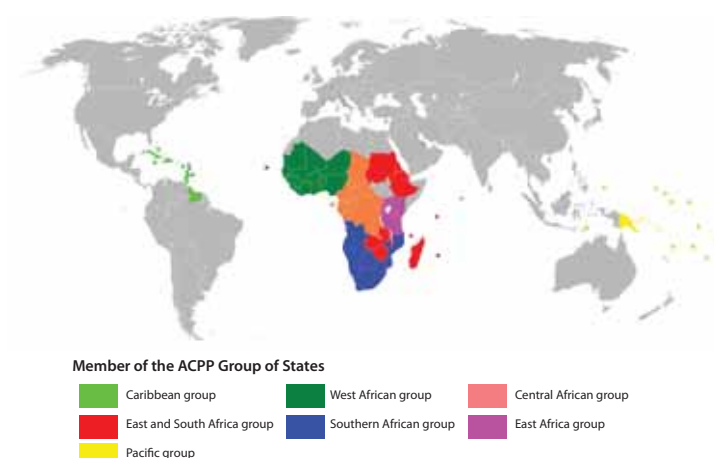 Member of the ACPP Group of States
Caribbean group
West African group
Central African group
East and South Africa group
Southern African group
East Africa group
Pacific group